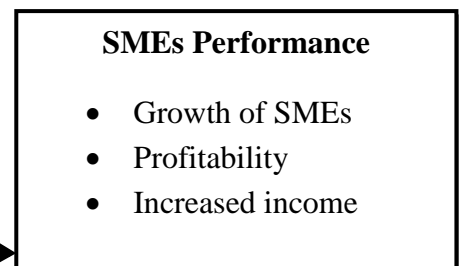 SMEs Performance
• Growth of SMEs
• Profitability
• Increased income